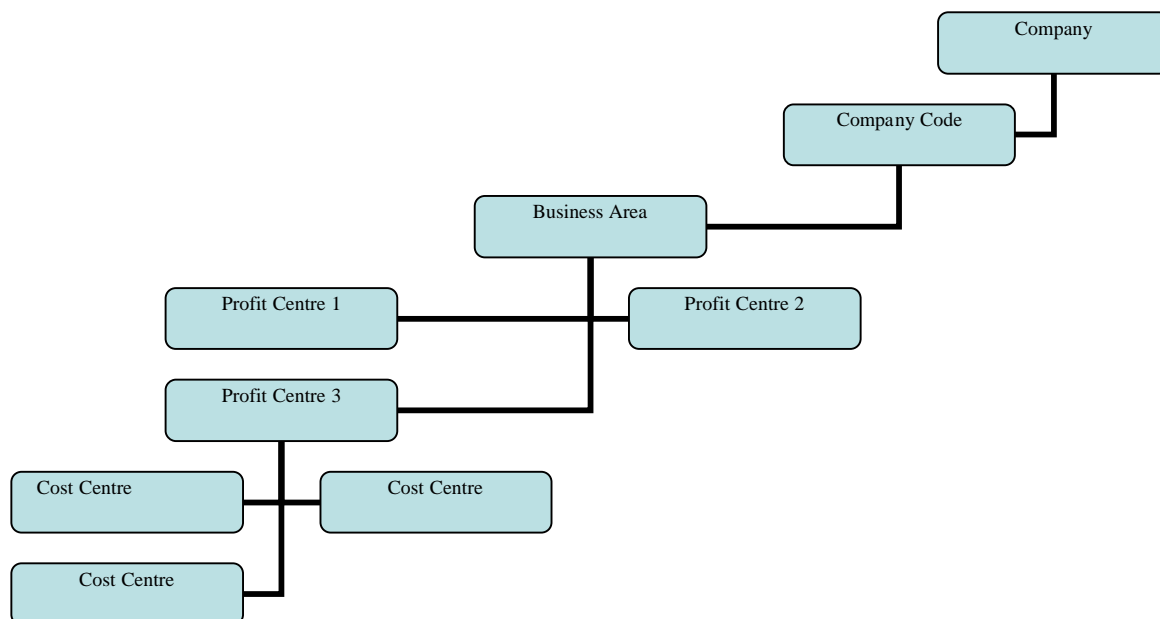 Company
Company Code
Business Area
Profit Centre 1
Profit Centre 2
Profit Centre 3
Cost Centre
Cost Centre
Cost Centre